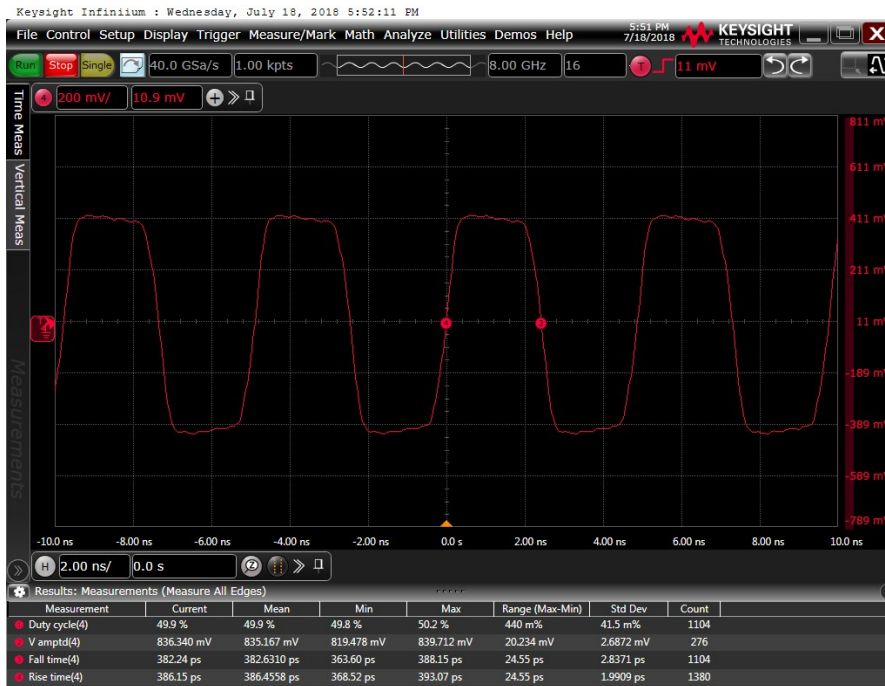 Keysight Infiniium : Wednesday, July 18, 2018 5:52:11 PM
File Control Setup Display Trigger Measure/Mark Math Analyze Utilities Demos Help 5:51 PM 7/18/2018 KEYSIGHT TECHNOLOGIES X
Run Stop Single 40.0 GSa/s 1.00 kpts 8.00 GHz 16 T 11 mV
4 200 mV/ 10.9 mV
Time Meas
Vertical Meas
Measurements
811 m
611 m
411 m
211 m
11 m
-189 m
-389 m
-589 m
-789 m
-10.0 ns -8.00 ns -6.00 ns -4.00 ns -2.00 ns 0.0 s 2.00 ns 4.00 ns 6.00 ns 8.00 ns 10.0 ns
H 2.00 ns/ 0.0 s
Results: Measurements (Measure All Edges)
Measurement Current Mean Min Max Range (Max-Min) Std Dev Count
Duty cycle(4) 49.9 % 49.9 % 49.8 % 50.2 % 440 m% 41.5 m% 1104
V amptd(4) 836.340 mV 835.167 mV 819.478 mV 839.712 mV 20.234 mV 2.6872 mV 276
Fall time(4) 382.24 ps 382.6310 ps 363.60 ps 388.15 ps 24.55 ps 2.8371 ps 1104
Rise time(4) 386.15 ps 386.4558 ps 368.52 ps 393.07 ps 24.55 ps 1.9909 ps 1380